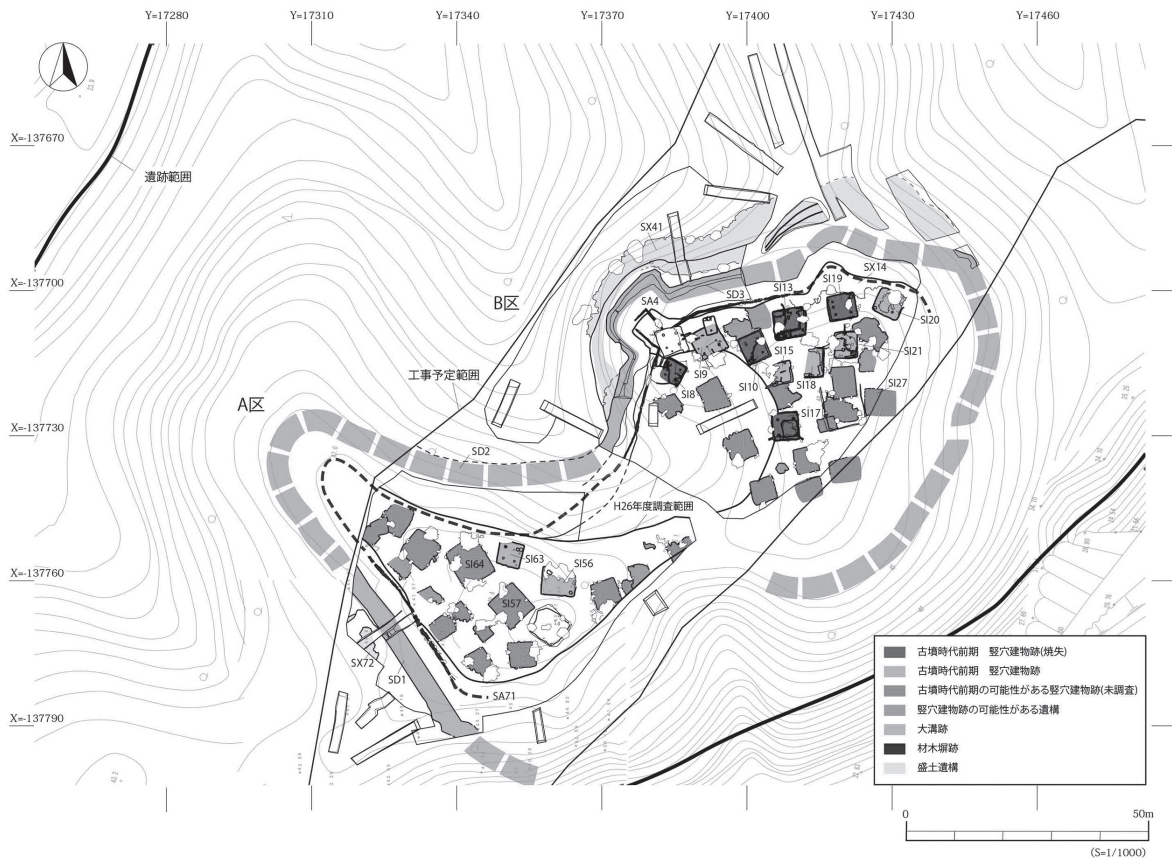 Y=17280
Y=17310
Y=17340
Y=17370
Y=17400
Y=17430
Y=17460
X=-137670
遺跡範囲
SX41
X=-137700
SX14
SI19
SI13
SD3
SA4
B区
SI20
SI15
SI21
SI9
工事予定範囲
SI10
SI18
SI27
SI8
A区
SI17
X=-137730
SD2
H26年度調査範囲
SI63
SI56
SI64
X=-137760
SI57
SX72
SD1
SA71
X=-137790
古墳時代前期 竪穴建物跡(焼失)
古墳時代前期 竪穴建物跡
古墳時代前期の可能性がある竪穴建物跡(未調査)
竪穴建物跡の可能性がある遺構
大溝跡
材木塀跡
盛土遺構
0
50m
(S=1/1000)